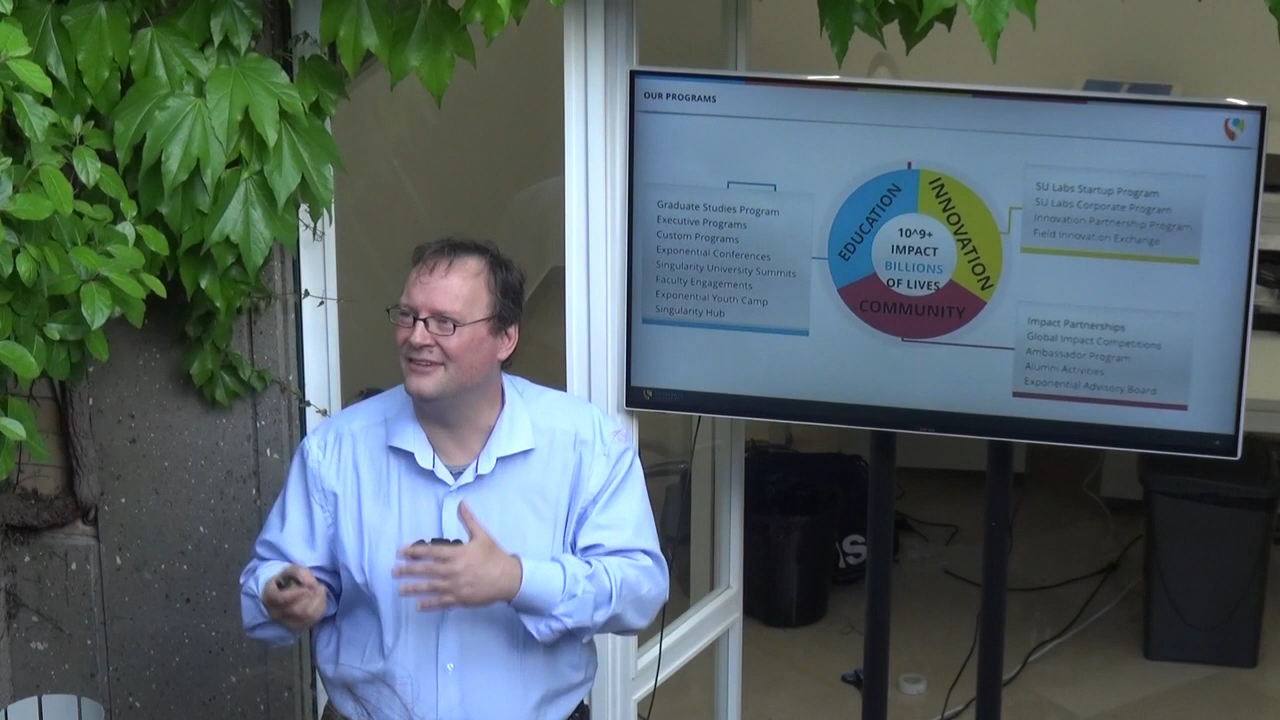 OUR PROGRAMS
Graduate Studies Program
Executive Programs
Custom Programs
Exponential Conferences
Singularity University Summits
Faculty Engagements
Exponential Youth Camp
Singularity Hub
EDUCATION
INNOVATION
COMMUNITY
10^9+
IMPACT
BILLIONS
OF LIVES
SU Labs Startup Program
SU Labs Corporate Program
Innovation Partnership Program
Field Innovation Exchange
Impact Partnerships
Global Impact Competitions
Ambassador Program
Alumni Activities
Exponential Advisory Board